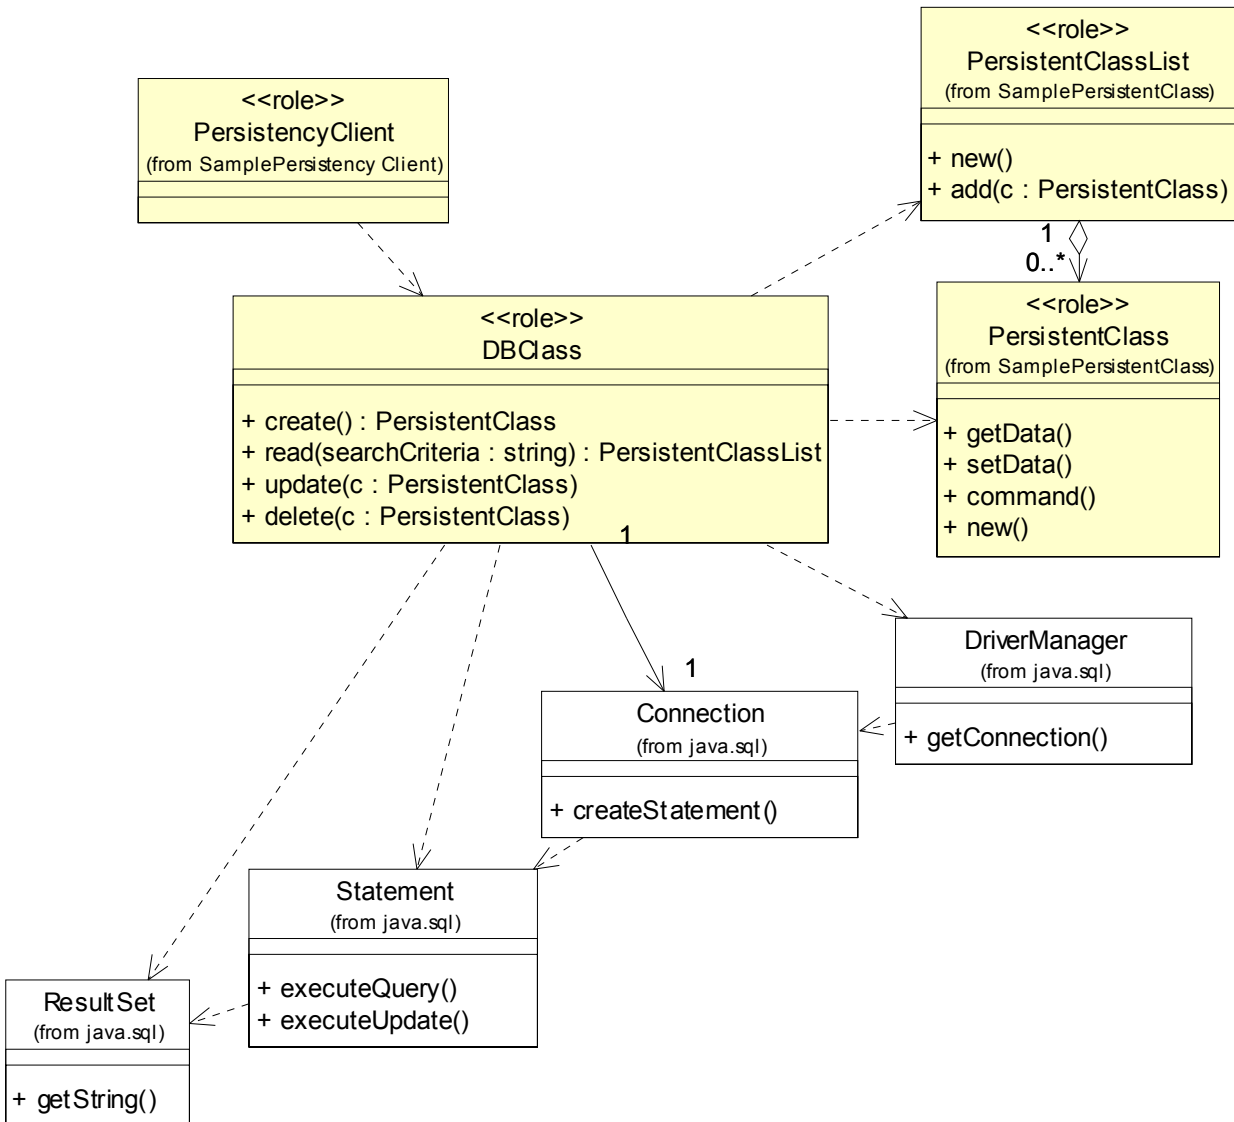 <<role>>
PersistentClassList
(from SamplePersistentClass)
+ new()
+ add(c : PersistentClass)
<<role>>
PersistencyClient
(from SamplePersistency Client)
1
0..*
<<role>>
PersistentClass
(from SamplePersistentClass)
+ getData()
+ setData()
+ command()
+ new()
<<role>>
DBClass
+ create() : PersistentClass
+ read(searchCriteria : string) : PersistentClassList
+ update(c : PersistentClass)
+ delete(c : PersistentClass)
1
1
DriverManager
(from java.sql)
+ getConnection()
Connection
(from java.sql)
+ createStatement()
Statement
(from java.sql)
+ executeQuery()
+ executeUpdate()
ResultSet
(from java.sql)
+ getString()